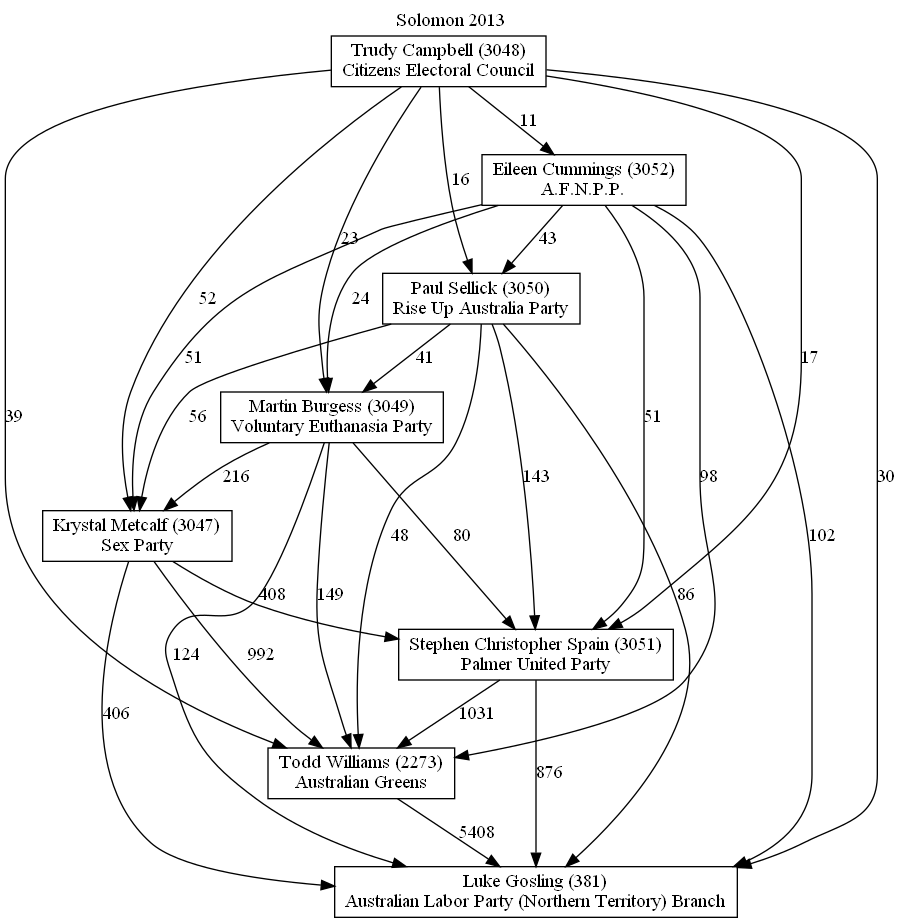 Solomon 2013
Trudy Campbell (3048)
Citizens Electoral Council
11
Eileen Cummings (3052)
A.F.N.P.P.
16
23
43
Paul Sellick (3050)
Rise Up Australia Party
52
24
51
41
17
39
56
Martin Burgess (3049)
Voluntary Euthanasia Party
51
216
80
143
98
30
Krystal Metcalf (3047)
Sex Party
48
102
408
149
86
124
992
Stephen Christopher Spain (3051)
Palmer United Party
406
1031
Todd Williams (2273)
Australian Greens
876
5408
Luke Gosling (381)
Australian Labor Party (Northern Territory) Branch